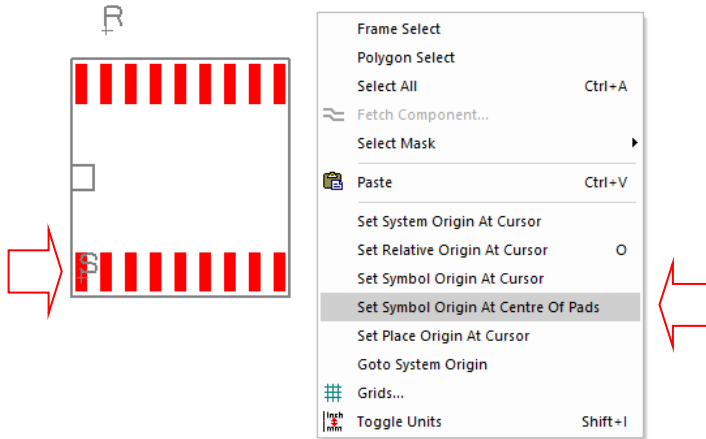 R
S
Frame Select
Polygon Select
Select All Ctrl+A
Fetch Component...
Select Mask
Paste Ctrl+V
Set System Origin At Cursor
Set Relative Origin At Cursor O
Set Symbol Origin At Cursor
Set Symbol Origin At Centre Of Pads
Set Place Origin At Cursor
Goto System Origin
Grids...
Inch
mm
Toggle Units Shift+I